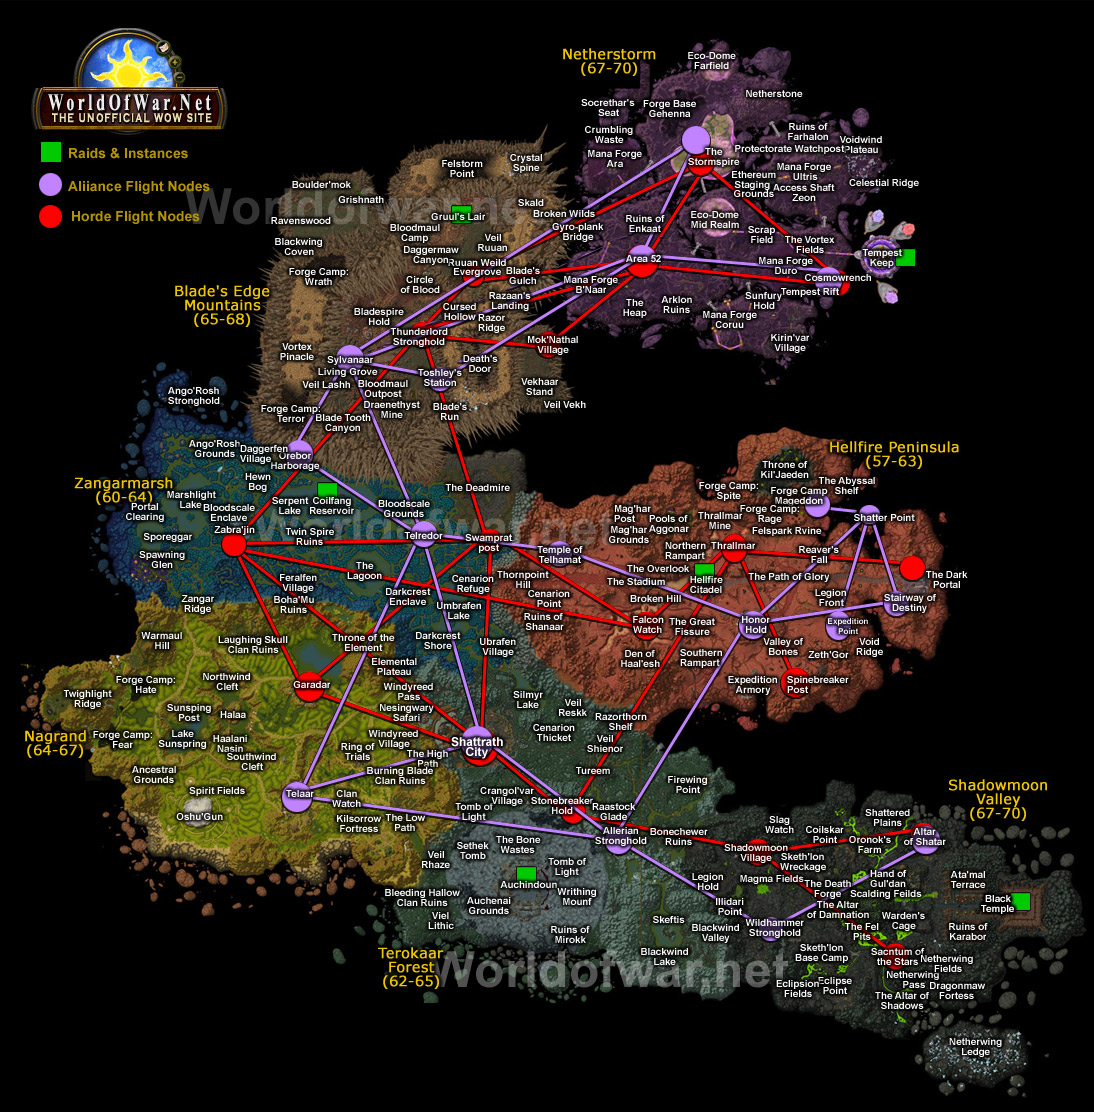 WorldOfWar.Net
THE UNOFFICIAL WOW SITE
Raids & Instances
Aliiance Flight Nodes
Horde Flight Nodes
Worldofwar.ne
Netherstorm
(67-70)
Eco-Dome
Farfield
Netherstone
Socrethar's
Seat
Forge Base
Gehenna
Crumbling
Waste
Mana Forge
Ara
Ruins of
Farhalon
Protectorate Watchpost
Voidwind
Plateau
The
Stormspire
Mana Forge
Ultris
Ethereum
Staging
Grounds
Access Shaft
Zeon
Celestial Ridge
Eco-Dome
Mid Realm
Ruins of
Enkaat
Scrap
Field
The Vortex
Fields
Area 52
Mana Forge
Duro
Tempest
Keep
Cosmowrench
Tempest Rift
Mana Forge
B'Naar
The
Heap
Arklon
Ruins
Sunfury
Hold
Mana Forge
Coruu
Kirin'var
Village
Blade's Edge
Mountains
(65-68)
Felstorm
Point
Crystal
Spine
Boulder'mok
Grishnath
Skald
Broken Wilds
Gruul's Lair
Ravenswood
Bloodmaul
Camp
Gyro-plank
Bridge
Blackwing
Coven
Veil
Ruuan
Daggermaw
Canyon
Ruuan Weild
Evergrove
Blade's
Gulch
Forge Camp:
Wrath
Circle
of Blood
Razaan's
Landing
Cursed
Hollow
Bladespire
Hold
Razor
Ridge
Thunderlord
Stronghold
Mok'Nathal
Village
Vortex
Pinacle
Sylvanaar
Living Grove
Death's
Door
Toshley's
Station
Veil Lashh
Bloodmaul
Outpost
Vekhaar
Stand
Veil Vekh
Draenethyst
Mine
Blade's
Run
Forge Camp:
Terror
Blade Tooth
Canyon
Zangarmarsh
(60-64)
Ango'Rosh
Stronghold
Ango'Rosh
Grounds
Daggerfen
Village
Orebor
Harborage
Hewn
Bog
Marshlight
Lake
Portal
Clearing
Bloodscale
Enclave
Serpent
Lake
Coilfang
Reservoir
Bloodscale
Grounds
The Deadmire
Zabra'jin
Twin Spire
Ruins
Telredor
Swamprat
post
Sporeggar
Spawning
Glen
The
Lagoon
Feralfen
Village
Boha'Mu
Ruins
Darkcrest
Enclave
Cenarion
Refuge
Umbrafen
Lake
Zangar
Ridge
Darkcrest
Shore
Ubrafen
Village
Worldofwar.net
Hellfire Peninsula
(57-63)
Throne of
Kil'Jaeden
The Abyssal
Shelf
Forge Camp:
Spite
Forge Camp
Mageddon
Mag'har
Post
Mag'har
Grounds
Pools of
Aggonar
Thrallmar
Mine
Forge Camp:
Rage
Shatter Point
Felspark Rvine
Northern
Rampart
Thrallmar
Reaver's
Fall
Temple of
Telhamat
The Overlook
Thornpoint
Hill
The Stadium
Hellfire
Citadel
The Path of Glory
The Dark
Portal
Cenarion
Point
Broken Hill
Legion
Front
Stairway of
Destiny
Ruins of
Shanaar
Falcon
Watch
The Great
Fissure
Honor
Hold
Expedition
Point
Den of
Haal'esh
Southern
Rampart
Valley of
Bones
Zeth'Gor
Void
Ridge
Expedition
Armory
Spinebreaker
Post
Nagrand
(64-67)
Warmaul
Hill
Laughing Skull
Clan Ruins
Throne of the
Element
Elemental
Plateau
Forge Camp:
Hate
Northwind
Cleft
Garadar
Windyreed
Pass
Twighlight
Ridge
Nesingwary
Safari
Sunsping
Post
Halaa
Forge Camp:
Fear
Lake
Sunspring
Haalani
Nasin
Windyreed
Village
Southwind
Cleft
Ring of
Trials
The High
Path
Ancestral
Grounds
Burning Blade
Clan Ruins
Spirit Fields
Telaar
Clan
Watch
Oshu'Gun
Kilsorrow
Fortress
The Low
Path
Terokaar
Forest
(62-65)
Silmyr
Lake
Veil
Reskk
Razorthorn
Shelf
Cenarion
Thicket
Veil
Shienor
Shattrath
City
Tureem
Firewing
Point
Crangol'var
Village
Tomb of
Light
Stonebreaker
Hold
Raastock
Glade
Allerian
Stronghold
Bonechewer
Ruins
Sethek
Tomb
The Bone
Wastes
Veil
Rhaze
Tomb of
Light
Auchindoun
Bleeding Hallow
Clan Ruins
Auchenai
Grounds
Writhing
Mounf
Viel
Lithic
Ruins of
Mirokk
Skeftis
Blackwind
Valley
Blackwind
Lake
Worldofwar.net
Shadowmoon
Valley
(67-70)
Slag
Watch
Shattered
Plains
Coilskar
Point
Oronok's
Farm
Altar
of Shatar
Shadowmoon
Village
Sketh'lon
Wreckage
Legion
Hold
Magma Fields
Hand of
Gul'dan
Scalding Feilds
Ata'mal
Terrace
The Death
Forge
Illidari
Point
The Altar
of Damnation
Black
Temple
Wildhammer
Stronghold
Warden's
Cage
The Fel
Pits
Ruins of
Karabor
Sketh'lon
Base Camp
Sacntum of
the Stars
Netherwing
Fields
Netherwing
Pass
Eclipsion
Fields
Eclipse
Point
Dragonmaw
Fortess
The Altar of
Shadows
Netherwing
Ledge